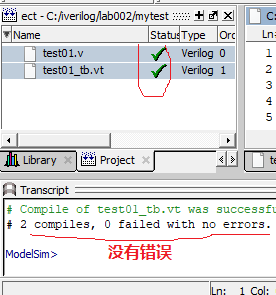 ect - C:/iverilog/lab002/mytest
Name Status Type Ord
test01.v Verilog 0
test01_tb.vt Verilog 1
Library Project
Transcript
# Compile of test01_tb.vt was successfu
# 2 compiles, 0 failed with no errors.
没有错误
ModelSim>
Ln: 1 Col:
C:
Ln#
1
2
3
4
5
te